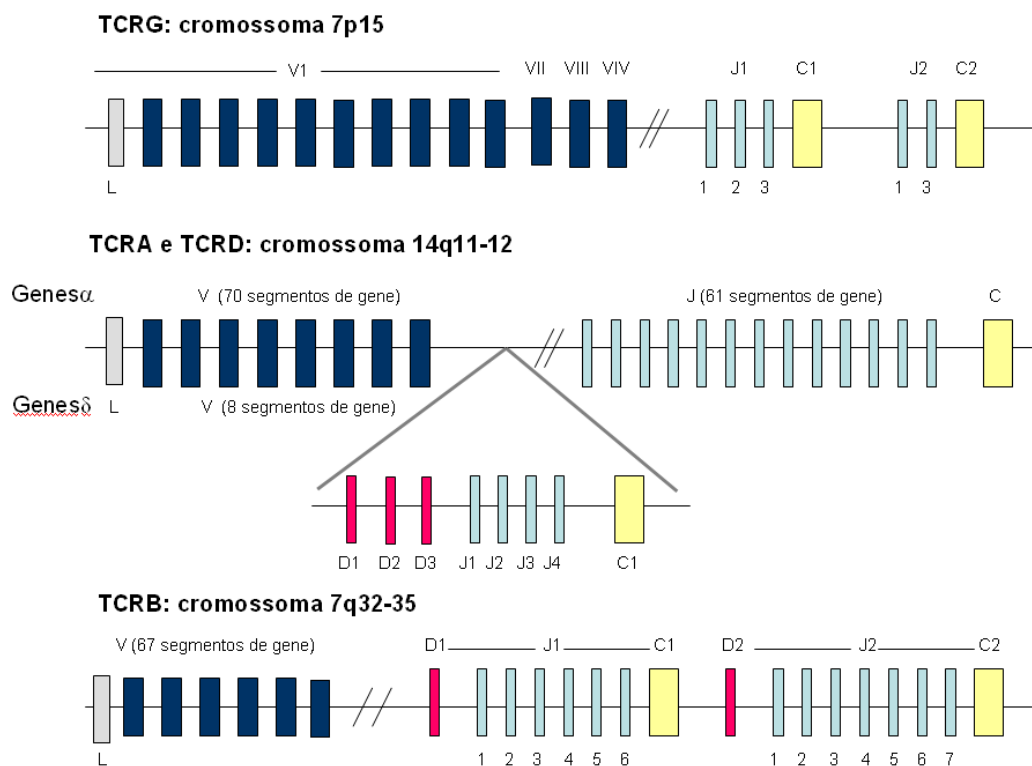 TCRG: cromossoma 7p15
V1 VII VIII VIV J1 C1 J2 C2
L 1 2 3 1 3
TCRA e TCRD: cromossoma 14q11-12
Genesα V (70 segmentos de gene) J (61 segmentos de gene) C
Genesδ L V (8 segmentos de gene)
D1 D2 D3 J1 J2 J3 J4 C1
TCRB: cromossoma 7q32-35
V (67 segmentos de gene) D1 J1 C1 D2 J2 C2
L 1 2 3 4 5 6 1 2 3 4 5 6 7